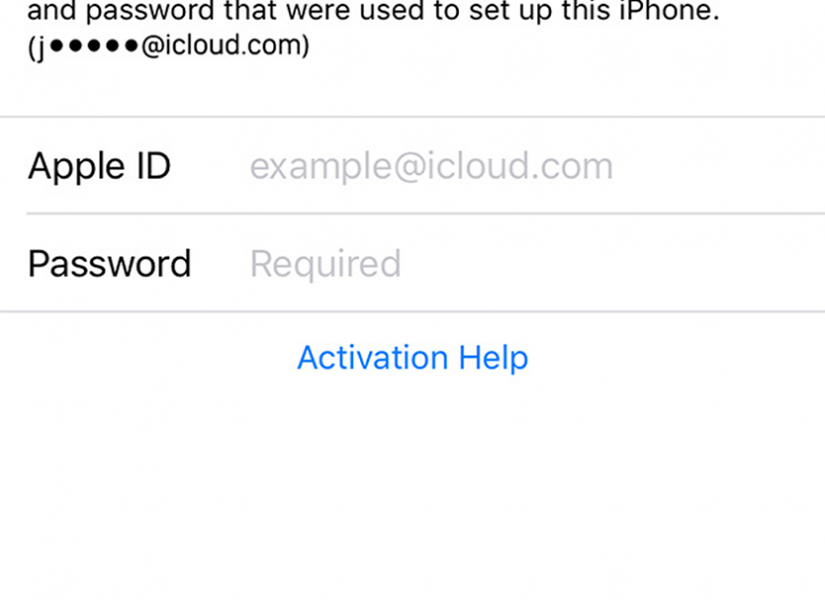 and password that were used to set up this iPhone.
(j●●●●●@icloud.com)
Apple ID example@icloud.com
Password Required
Activation Help